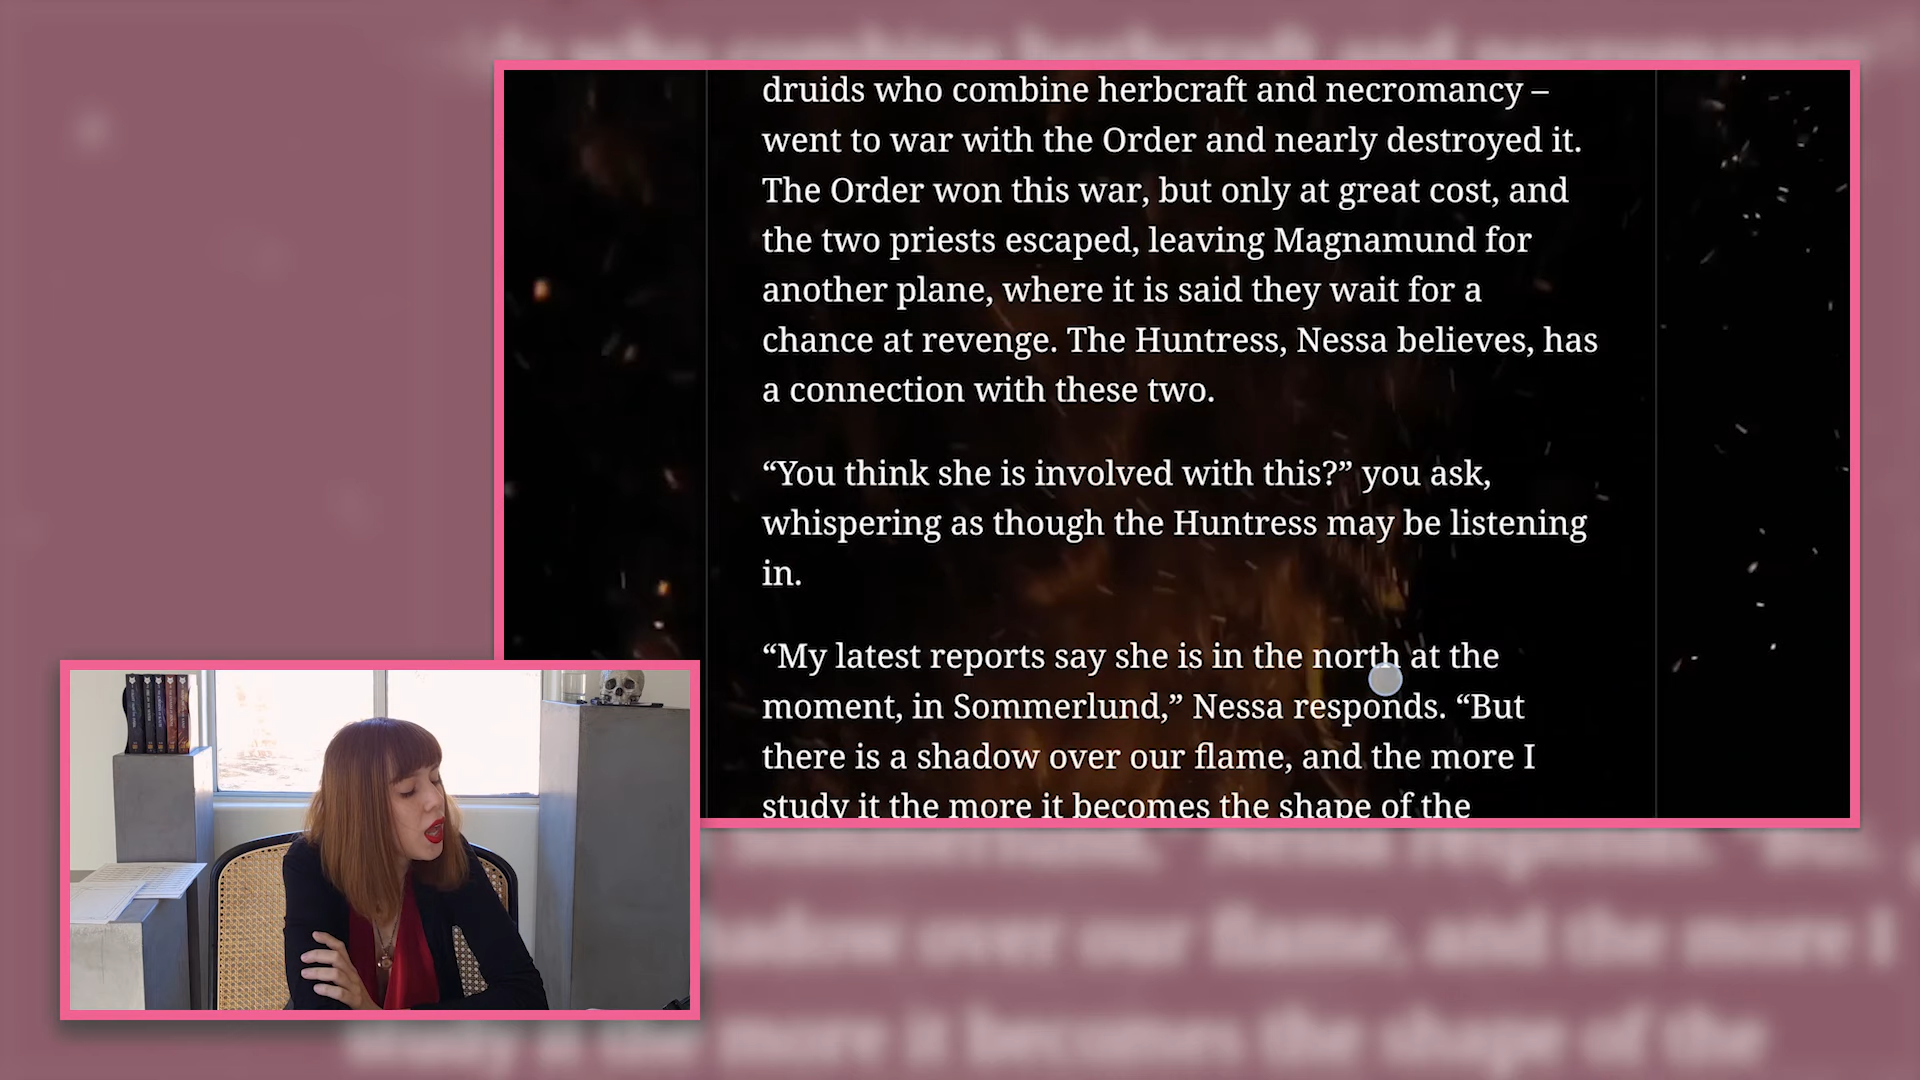 druids who combine herbcraft and necromancy –
went to war with the Order and nearly destroyed it.
The Order won this war, but only at great cost, and
the two priests escaped, leaving Magnamund for
another plane, where it is said they wait for a
chance at revenge. The Huntress, Nessa believes, has
a connection with these two.
“You think she is involved with this?” you ask,
whispering as though the Huntress may be listening
in.
“My latest reports say she is in the north at the
moment, in Sommerlund,” Nessa responds. “But
there is a shadow over our flame, and the more I
study it the more it becomes the shape of the